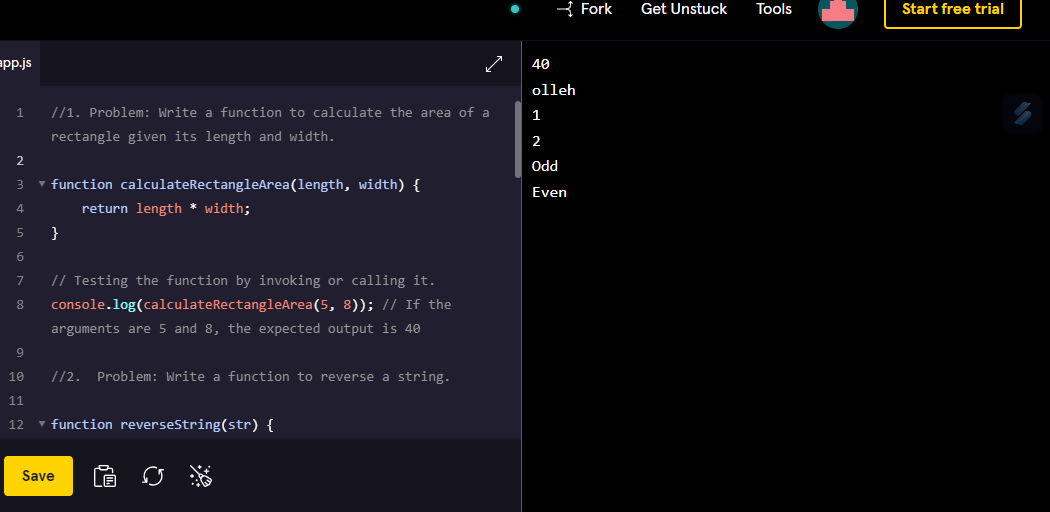 Fork Get Unstuck Tools Start free trial
app.js
1 //1. Problem: Write a function to calculate the area of a
rectangle given its length and width.
2
3 function calculateRectangleArea(length, width) {
4 return length * width;
5 }
6
7 // Testing the function by invoking or calling it.
8 console.log(calculateRectangleArea(5, 8)); // If the
arguments are 5 and 8, the expected output is 40
9
10 //2.  Problem: Write a function to reverse a string.
11
12 function reverseString(str) {
Save
40
olleh
1
2
Odd
Even